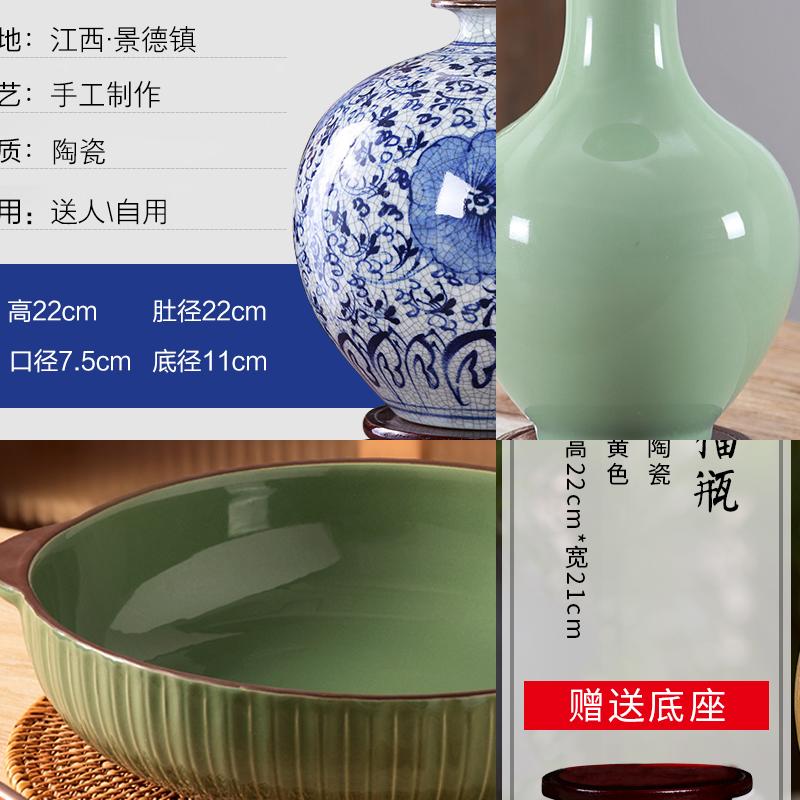 地：江西·景德镇
艺：手工制作
质：陶瓷
用：送人\自用
高22cm 肚径22cm
口径7.5cm 底径11cm
瓶
陶瓷
黄色
高22cm*宽21cm
赠送底座